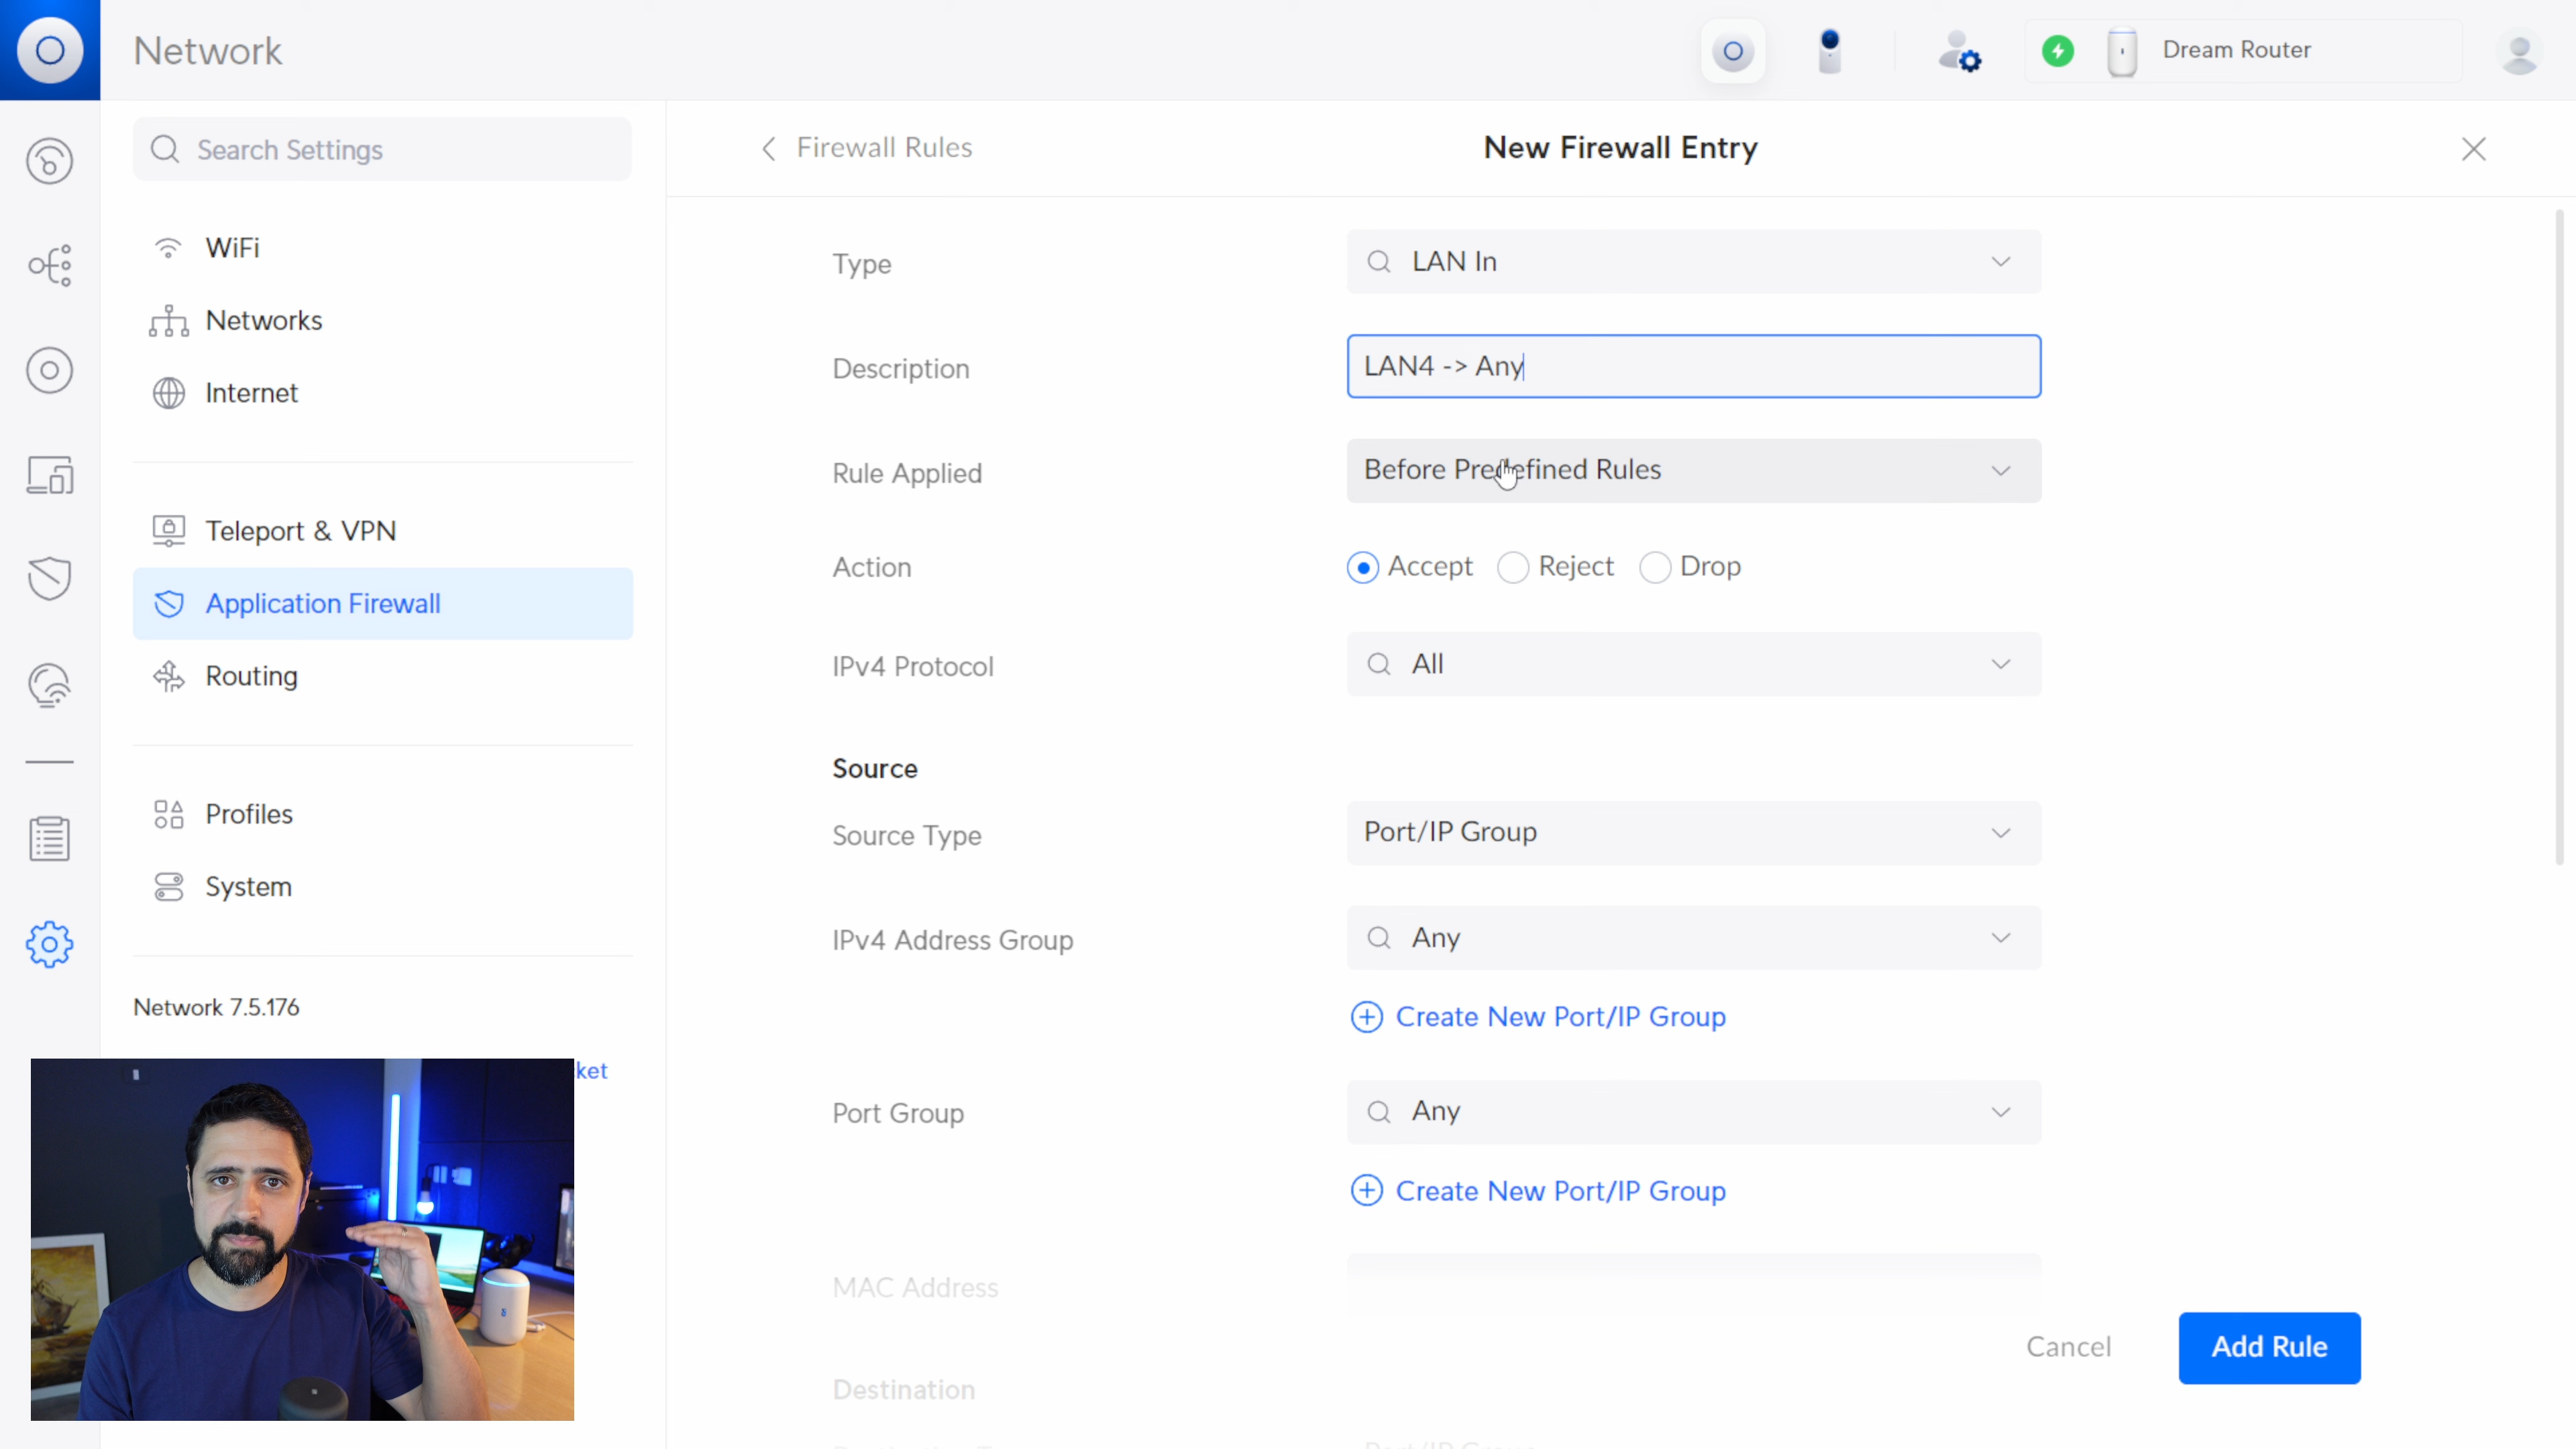 Network
Dream Router
Search Settings
WiFi
Networks
Internet
Teleport & VPN
Application Firewall
Routing
Profiles
System
Network 7.5.176
ket
Firewall Rules
New Firewall Entry
Type
LAN In
Description
LAN4 -> Any
Rule Applied
Before Predefined Rules
Action
Accept
Reject
Drop
IPv4 Protocol
All
Source
Source Type
Port/IP Group
IPv4 Address Group
Any
Create New Port/IP Group
Port Group
Any
Create New Port/IP Group
MAC Address
Cancel
Add Rule
Destination